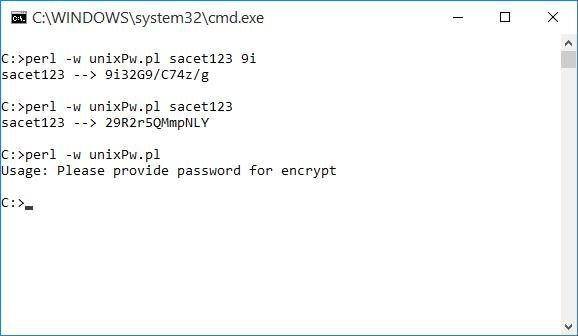 C:\WINDOWS\system32\cmd.exe
C:>perl -w unixPw.pl sacet123 9i
sacet123 --> 9i32G9/C74z/g
C:>perl -w unixPw.pl sacet123
sacet123 --> 29R2r5QMmpNLY
C:>perl -w unixPw.pl
Usage: Please provide password for encrypt
C:>